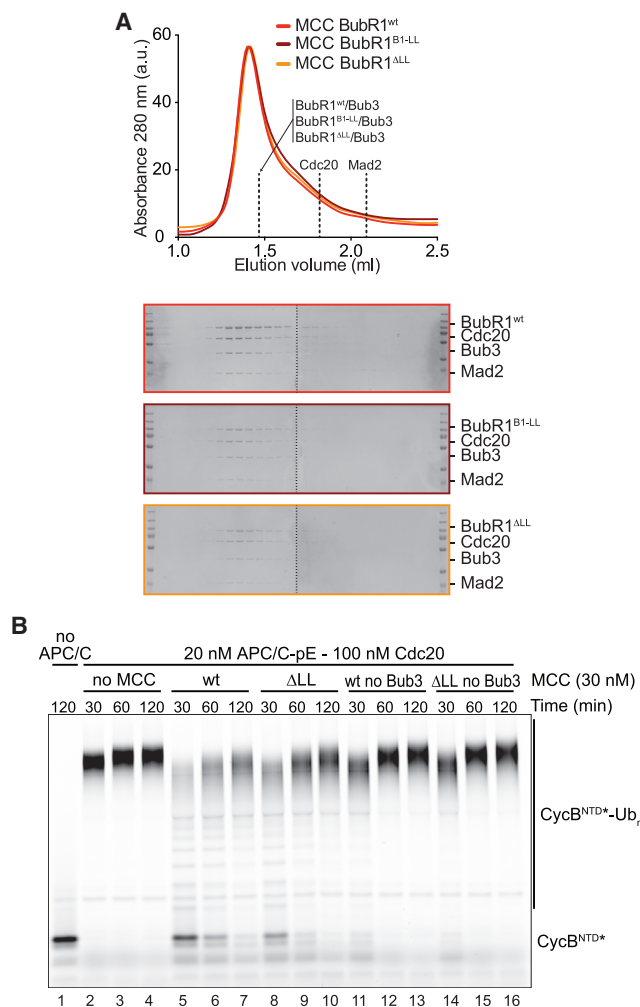 A
MCC BubR1wt
MCC BubR1B1-LL
MCC BubR1ΔLL
Absorbance 280 nm (a.u.)
60
40
20
0
BubR1wt/Bub3
BubR1B1-LL/Bub3
BubR1ΔLL/Bub3
Cdc20 Mad2
1.0 1.5 2.0 2.5
Elution volume (ml)
BubR1wt
Cdc20
Bub3
Mad2
BubR1B1-LL
Cdc20
Bub3
Mad2
BubR1ΔLL
Cdc20
Bub3
Mad2
B
no APC/C
20 nM APC/C-pE - 100 nM Cdc20
no MCC wt ΔLL wt no Bub3 ΔLL no Bub3 MCC (30 nM)
120 30 60 120 30 60 120 30 60 120 30 60 120 30 60 120 Time (min)
CycBNTD*-Ubn
CycBNTD*
1 2 3 4 5 6 7 8 9 10 11 12 13 14 15 16